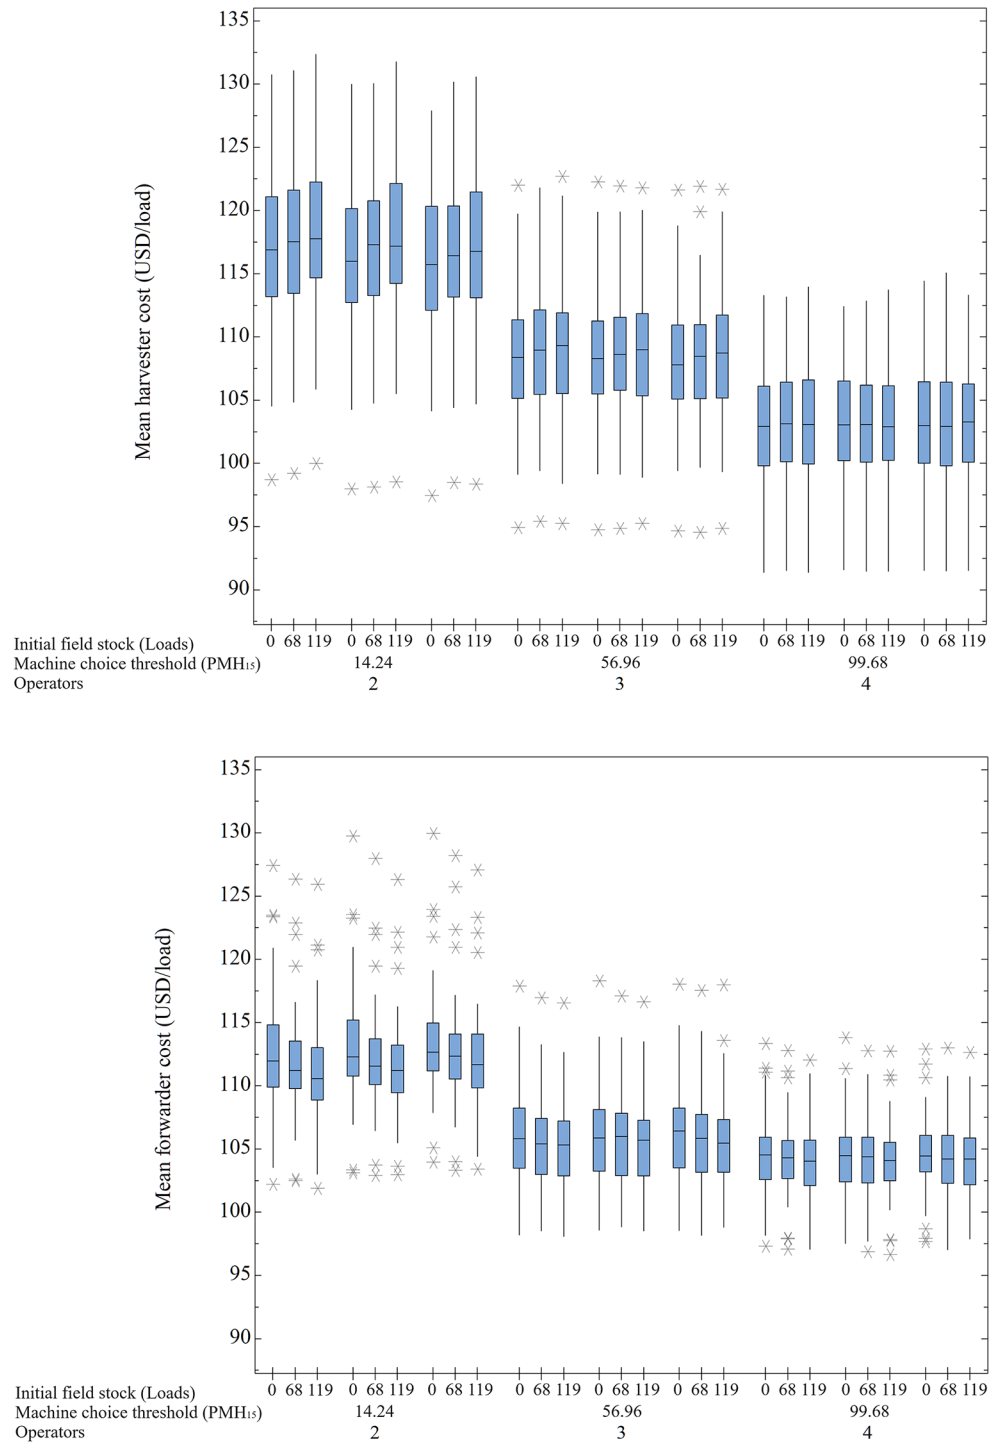 135
130
125
120
115
110
105
100
95
90
Mean harvester cost (USD/load)
Initial field stock (Loads) 0 68 119 0 68 119 0 68 119 0 68 119 0 68 119 0 68 119 0 68 119 0 68 119 0 68 119
Machine choice threshold (PMH15) 14.24 56.96 99.68
Operators 2 3 4
135
130
125
120
115
110
105
100
95
90
Mean forwarder cost (USD/load)
Initial field stock (Loads) 0 68 119 0 68 119 0 68 119 0 68 119 0 68 119 0 68 119 0 68 119 0 68 119 0 68 119
Machine choice threshold (PMH15) 14.24 56.96 99.68
Operators 2 3 4